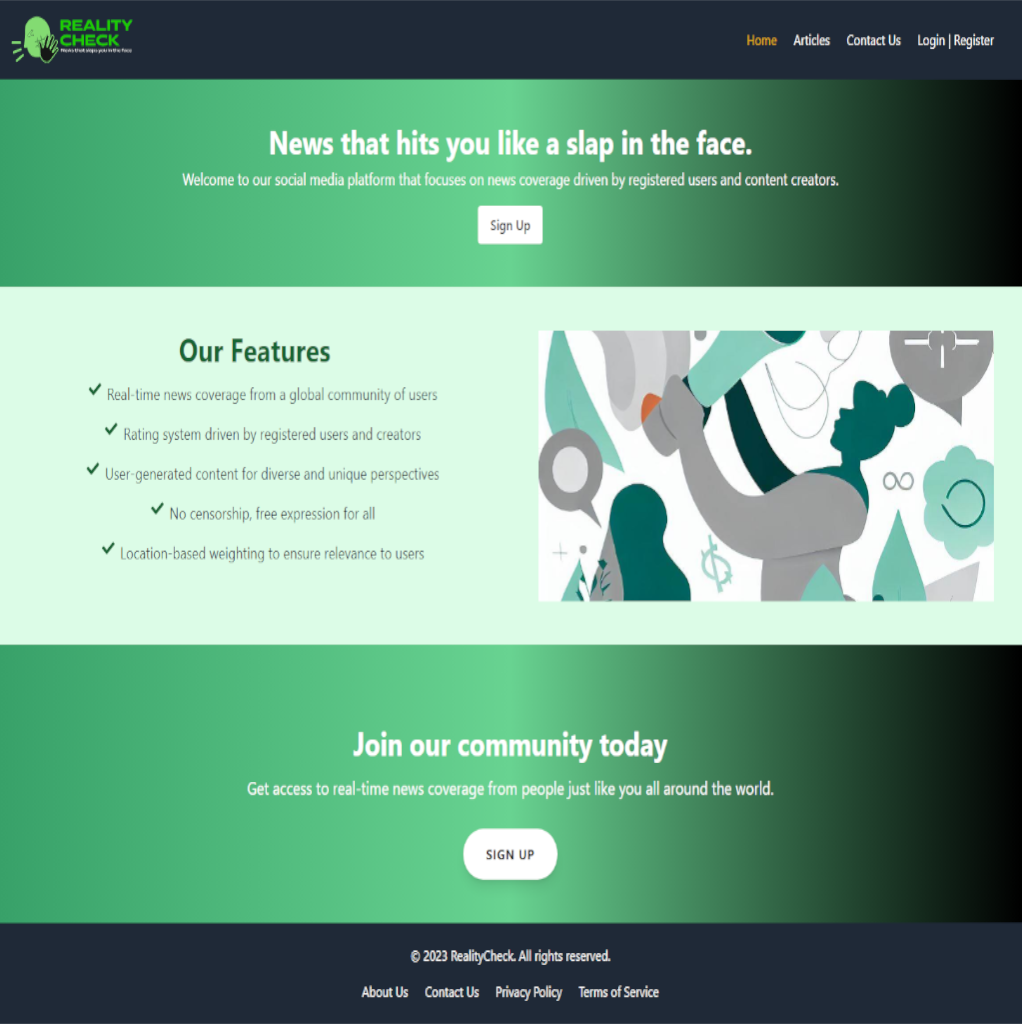 REALITY
CHECK
News that slaps you in the face
Home Articles Contact Us Login | Register
News that hits you like a slap in the face.
Welcome to our social media platform that focuses on news coverage driven by registered users and content creators.
Sign Up
Our Features
Real-time news coverage from a global community of users
Rating system driven by registered users and creators
User-generated content for diverse and unique perspectives
No censorship, free expression for all
Location-based weighting to ensure relevance to users
Join our community today
Get access to real-time news coverage from people just like you all around the world.
SIGN UP
© 2023 RealityCheck. All rights reserved.
About Us Contact Us Privacy Policy Terms of Service